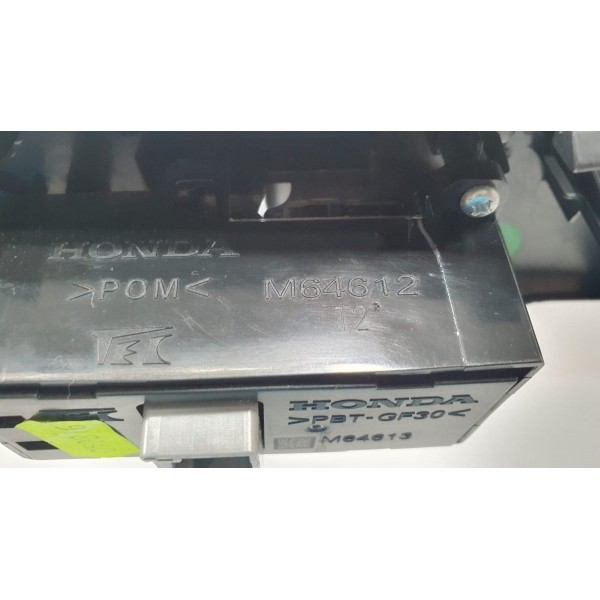 HONDA
>POM< M64612
T2
HONDA
>PBT-GF30<
M64613